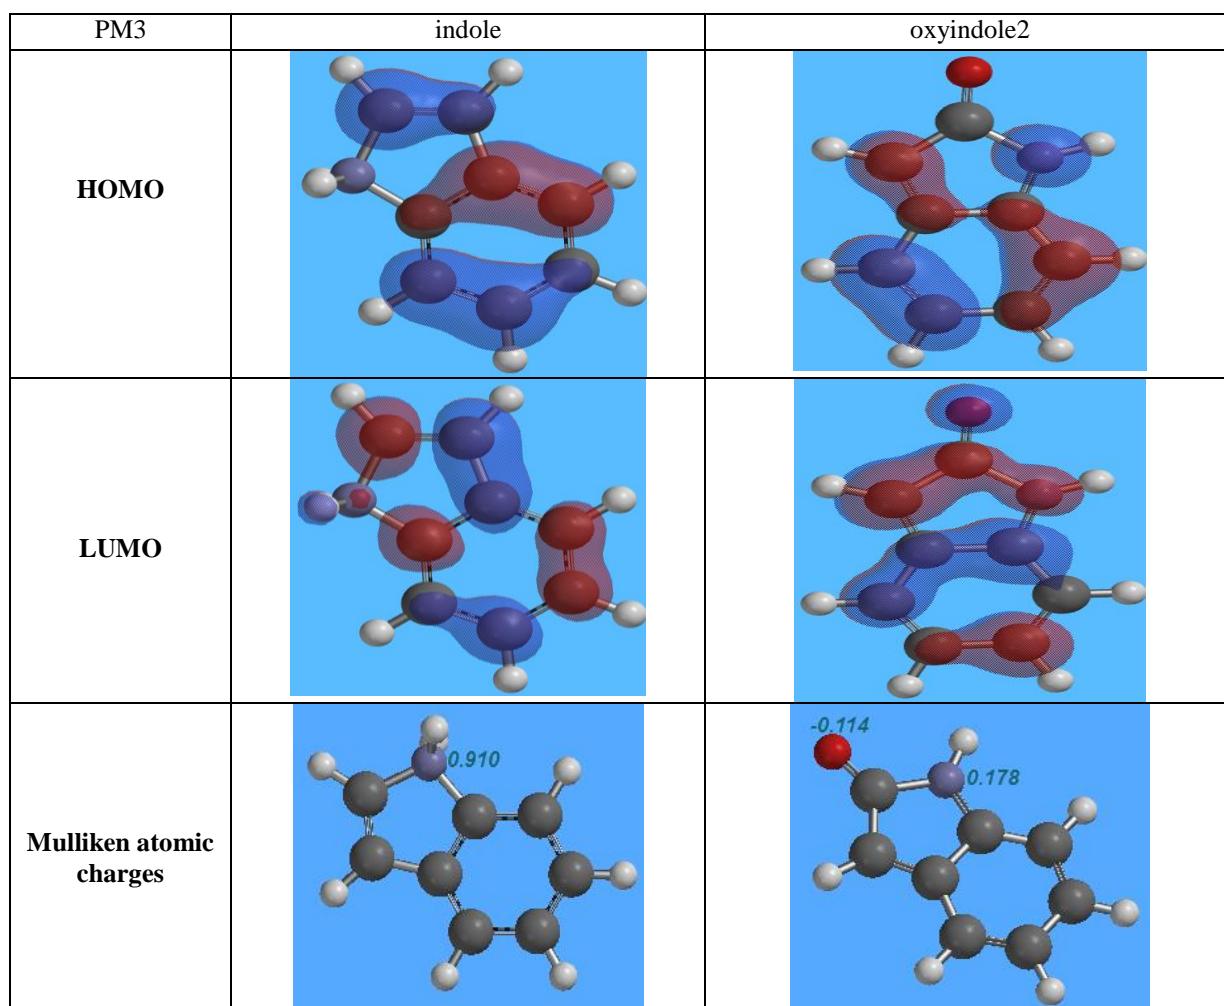 PM3 indole oxyindole2
HOMO
LUMO
Mulliken atomic
charges
0.910
-0.114
0.178